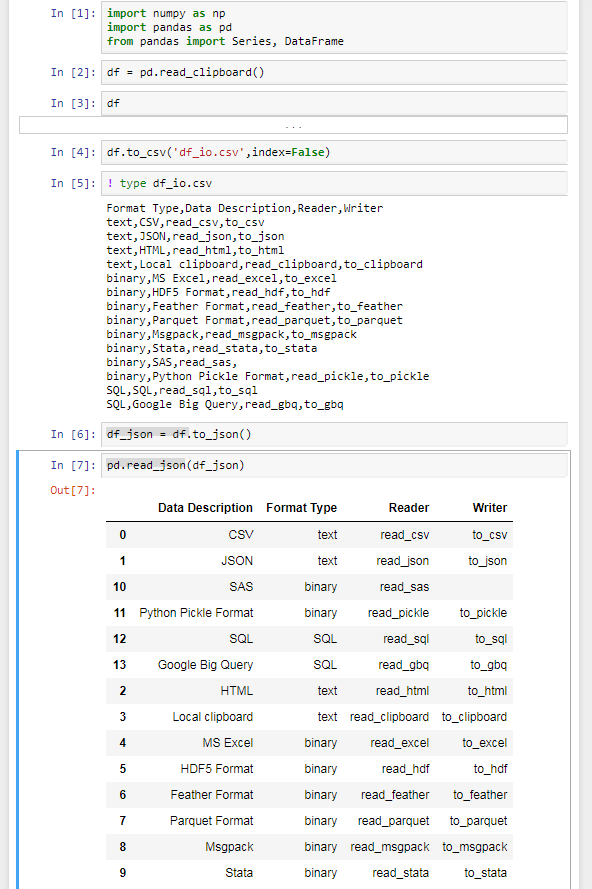 In [1]: import numpy as np
import pandas as pd
from pandas import Series, DataFrame
In [2]: df = pd.read_clipboard()
In [3]: df
...
In [4]: df.to_csv('df_io.csv',index=False)
In [5]: ! type df_io.csv
Format Type,Data Description,Reader,Writer
text,CSV,read_csv,to_csv
text,JSON,read_json,to_json
text,HTML,read_html,to_html
text,Local clipboard,read_clipboard,to_clipboard
binary,MS Excel,read_excel,to_excel
binary,HDF5 Format,read_hdf,to_hdf
binary,Feather Format,read_feather,to_feather
binary,Parquet Format,read_parquet,to_parquet
binary,Msgpack,read_msgpack,to_msgpack
binary,Stata,read_stata,to_stata
binary,SAS,read_sas,
binary,Python Pickle Format,read_pickle,to_pickle
SQL,SQL,read_sql,to_sql
SQL,Google Big Query,read_gbq,to_gbq
In [6]: df_json = df.to_json()
In [7]: pd.read_json(df_json)
Out[7]:
Data Description Format Type Reader Writer
0 CSV text read_csv to_csv
1 JSON text read_json to_json
10 SAS binary read_sas
11 Python Pickle Format binary read_pickle to_pickle
12 SQL SQL read_sql to_sql
13 Google Big Query SQL read_gbq to_gbq
2 HTML text read_html to_html
3 Local clipboard text read_clipboard to_clipboard
4 MS Excel binary read_excel to_excel
5 HDF5 Format binary read_hdf to_hdf
6 Feather Format binary read_feather to_feather
7 Parquet Format binary read_parquet to_parquet
8 Msgpack binary read_msgpack to_msgpack
9 Stata binary read_stata to_stata